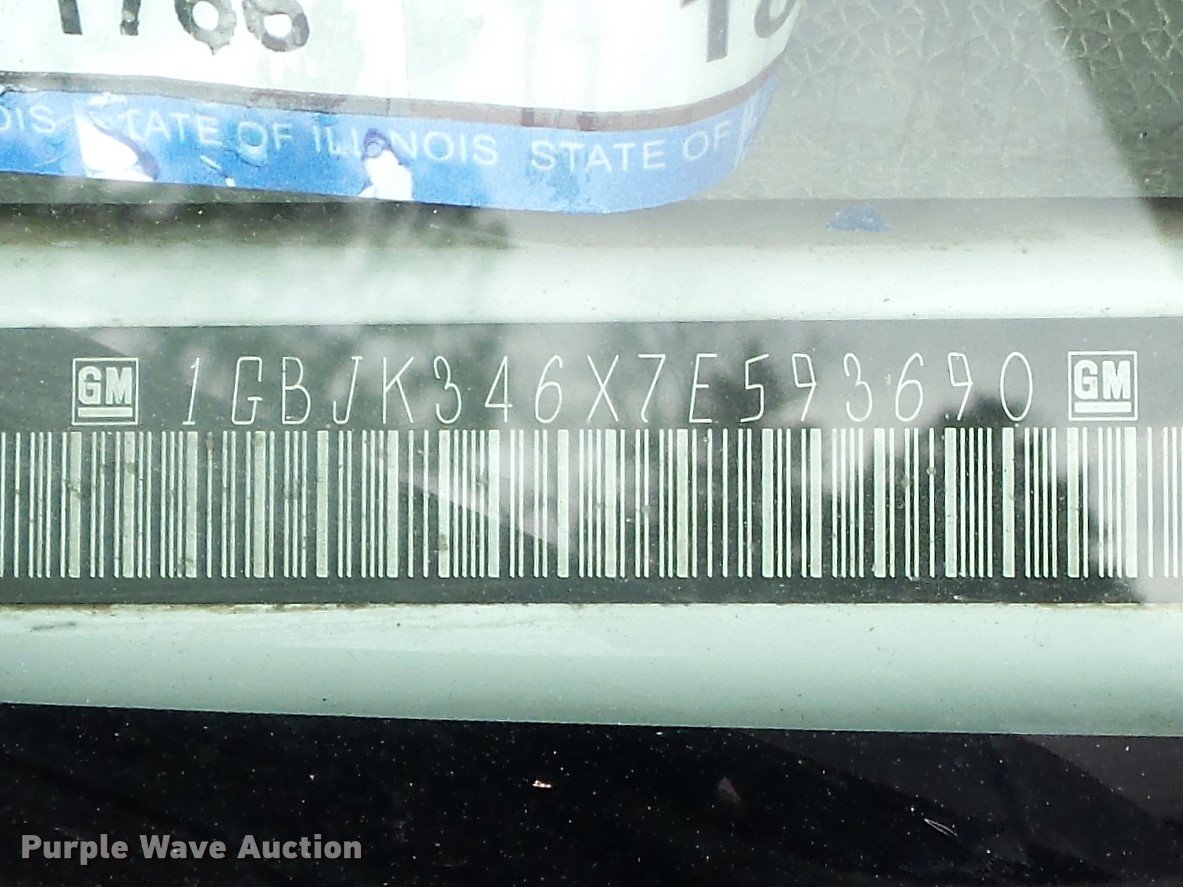 OIS STATE OF ILLINOIS STATE OF
GM 1GBJK346X7E593690 GM
Purple Wave Auction